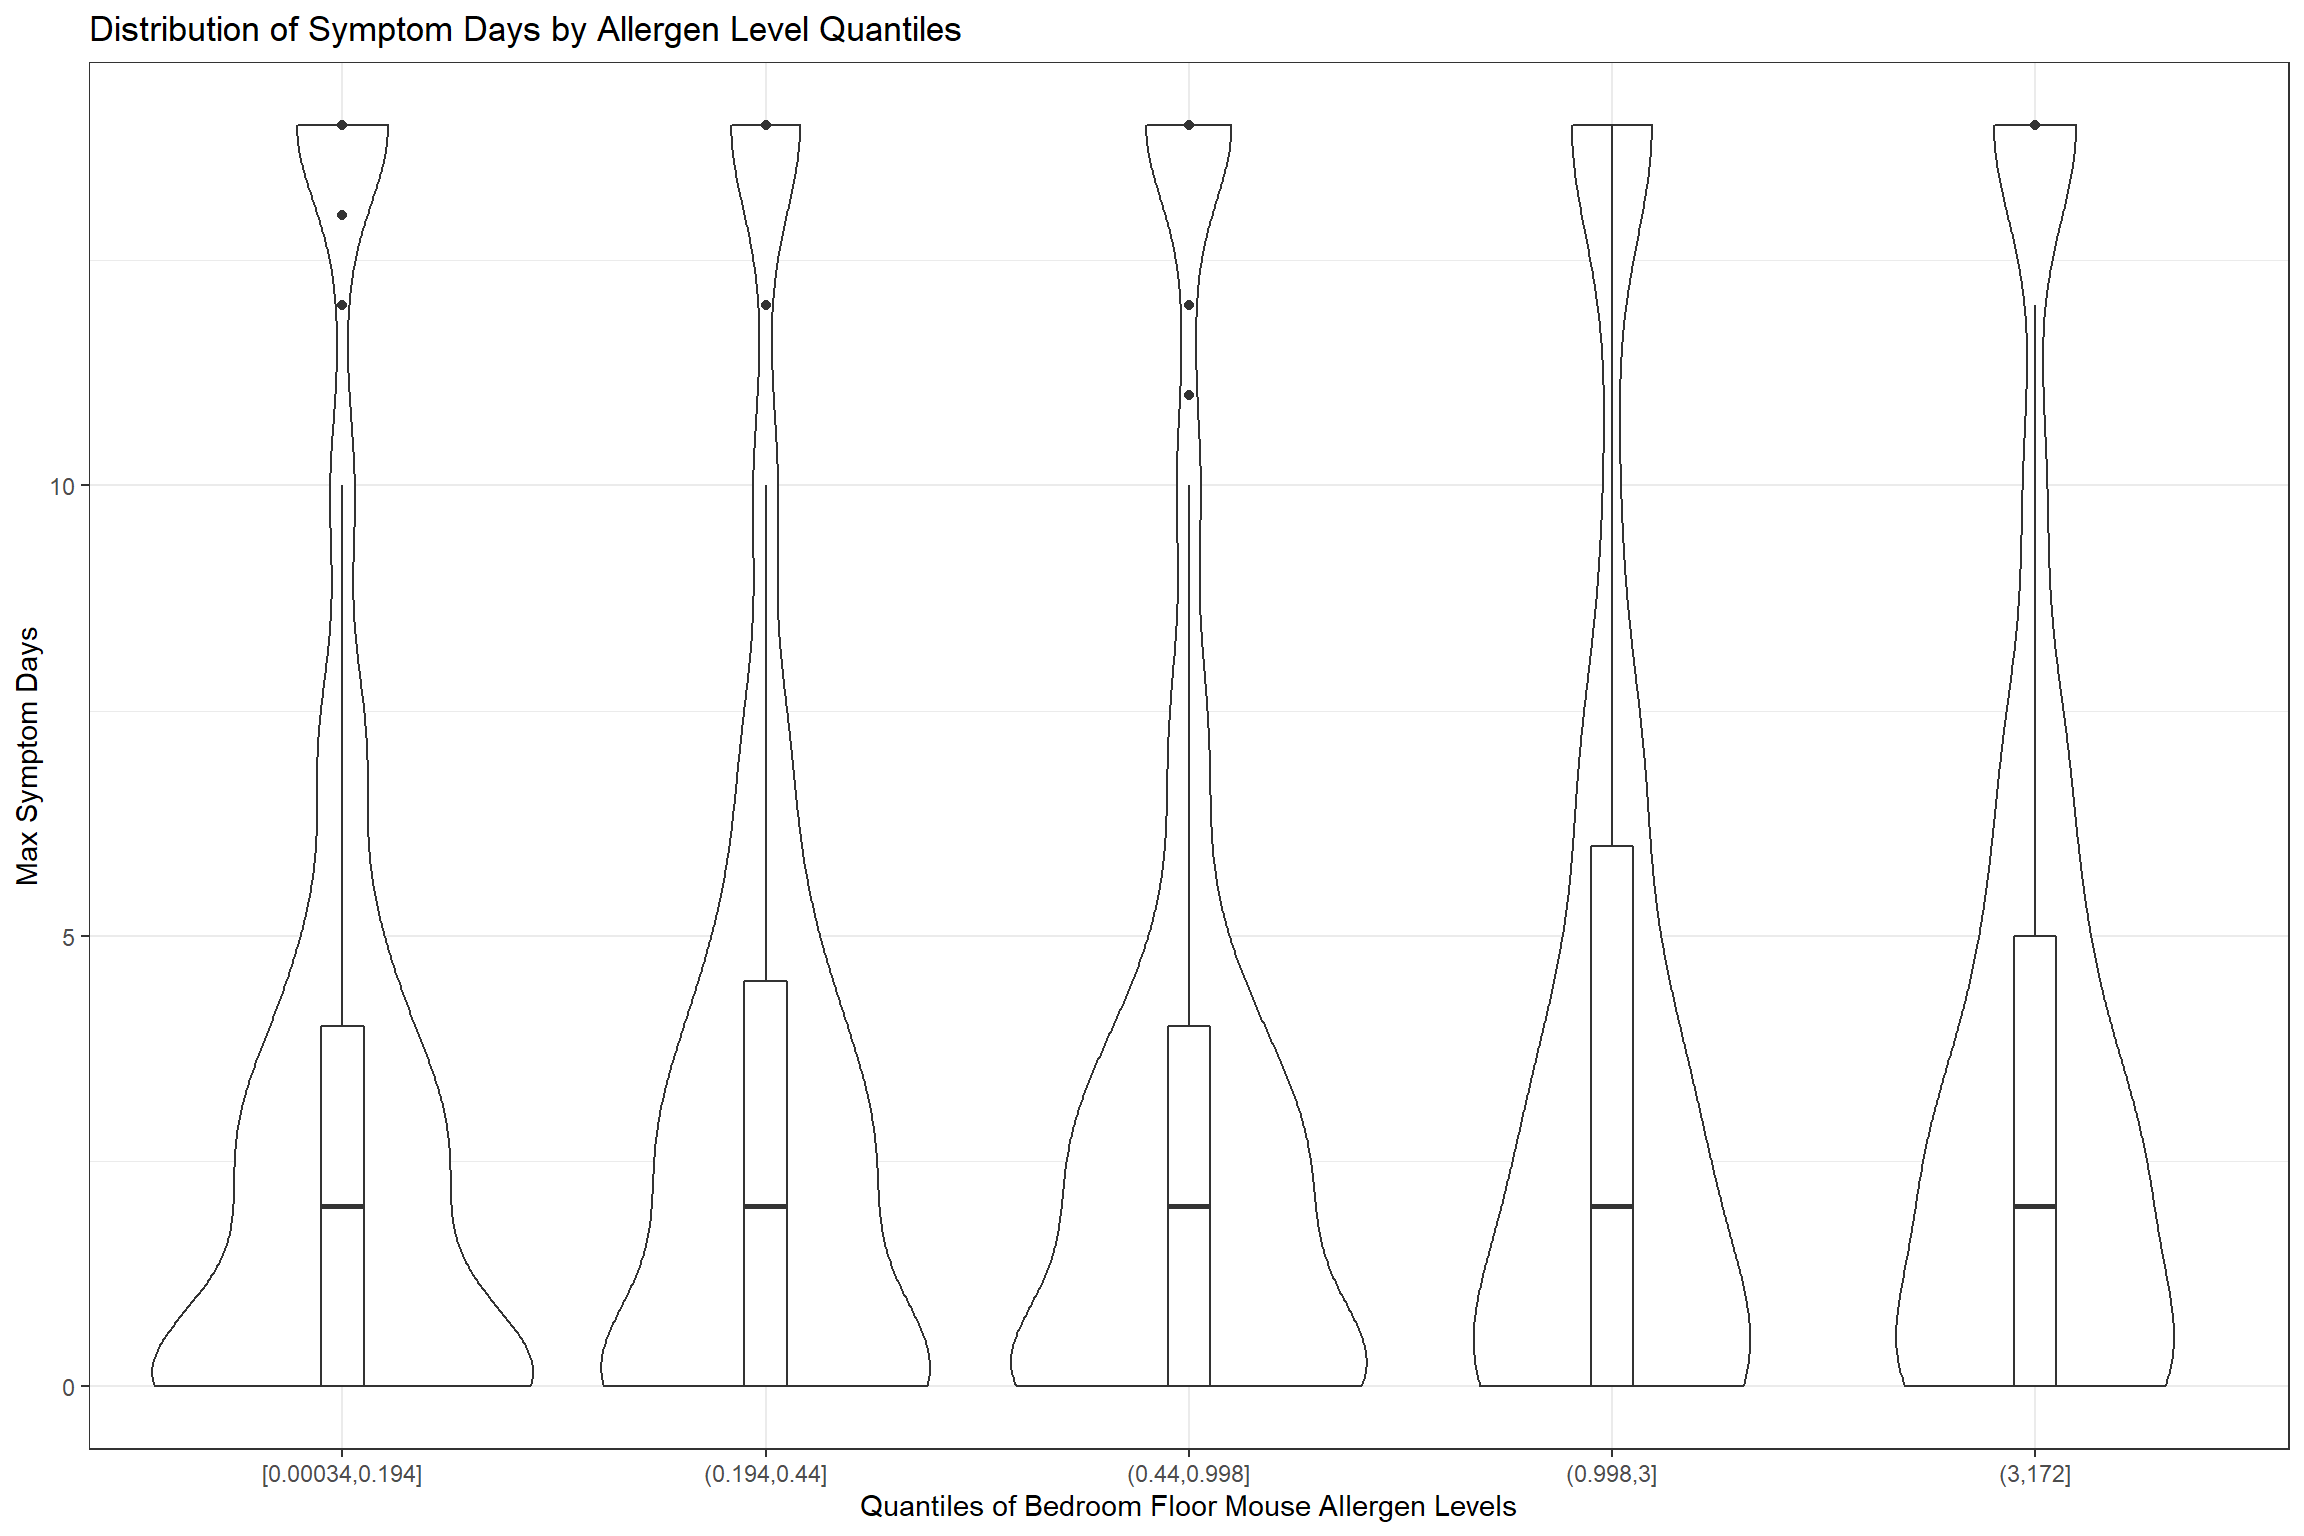 Distribution of Symptom Days by Allergen Level Quantiles
Max Symptom Days
10
5
0
[0.00034,0.194]
(0.194,0.44]
(0.44,0.998]
(0.998,3]
(3,172]
Quantiles of Bedroom Floor Mouse Allergen Levels